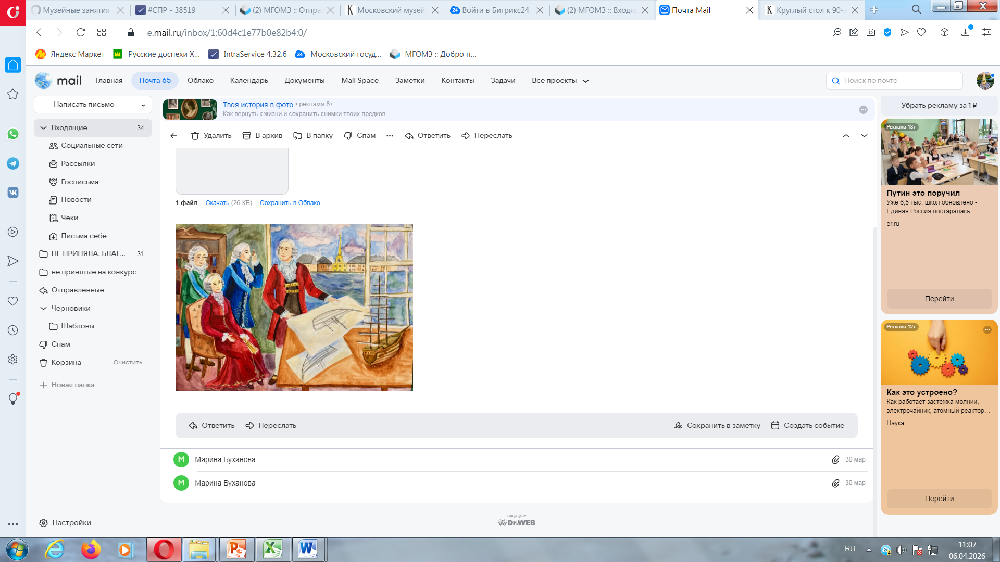 Музейные занятия
#СПР - 38519
(2) МГОМЗ :: Отпра
Московский музей-
Войти в Битрикс24
(2) МГОМЗ :: Входящ
Почта Mail
Круглый стол к 90-л
e.mail.ru/inbox/1:60d4c1e77b0e82b4:0/
Яндекс Маркет
Русские доспехи X...
IntraService 4.32.6
Московский госуд...
МГОМЗ :: Добро п...
mail
Главная
Почта 65
Облако
Календарь
Документы
Mail Space
Заметки
Контакты
Задачи
Все проекты
Поиск по почте
Написать письмо
Входящие 34
Социальные сети
Рассылки
Госписьма
Новости
Чеки
Письма себе
НЕ ПРИНЯЛА. БЛАГ... 31
не принятые на конкурс
Отправленные
Черновики
Шаблоны
Спам
Корзина Очистить
Новая папка
Настройки
Твоя история в фото • реклама 6+
Как вернуть к жизни и сохранить снимки твоих предков
Удалить
В архив
В папку
Спам
Ответить
Переслать
1 файл Скачать (26 КБ) Сохранить в Облако
Ответить
Переслать
Сохранить в заметку
Создать событие
М Марина Буханова 30 мар
М Марина Буханова 30 мар
Защищено
Dr.WEB
Убрать рекламу за 1 ₽
Реклама 18+
Путин это поручил
Уже 6,5 тыс. школ обновлено -
Единая Россия постаралась
er.ru
Перейти
Реклама 12+
Как это устроено?
Как работает застежка молнии,
электрочайник, атомный реактор...
Наука
Перейти
RU
11:07
06.04.2026